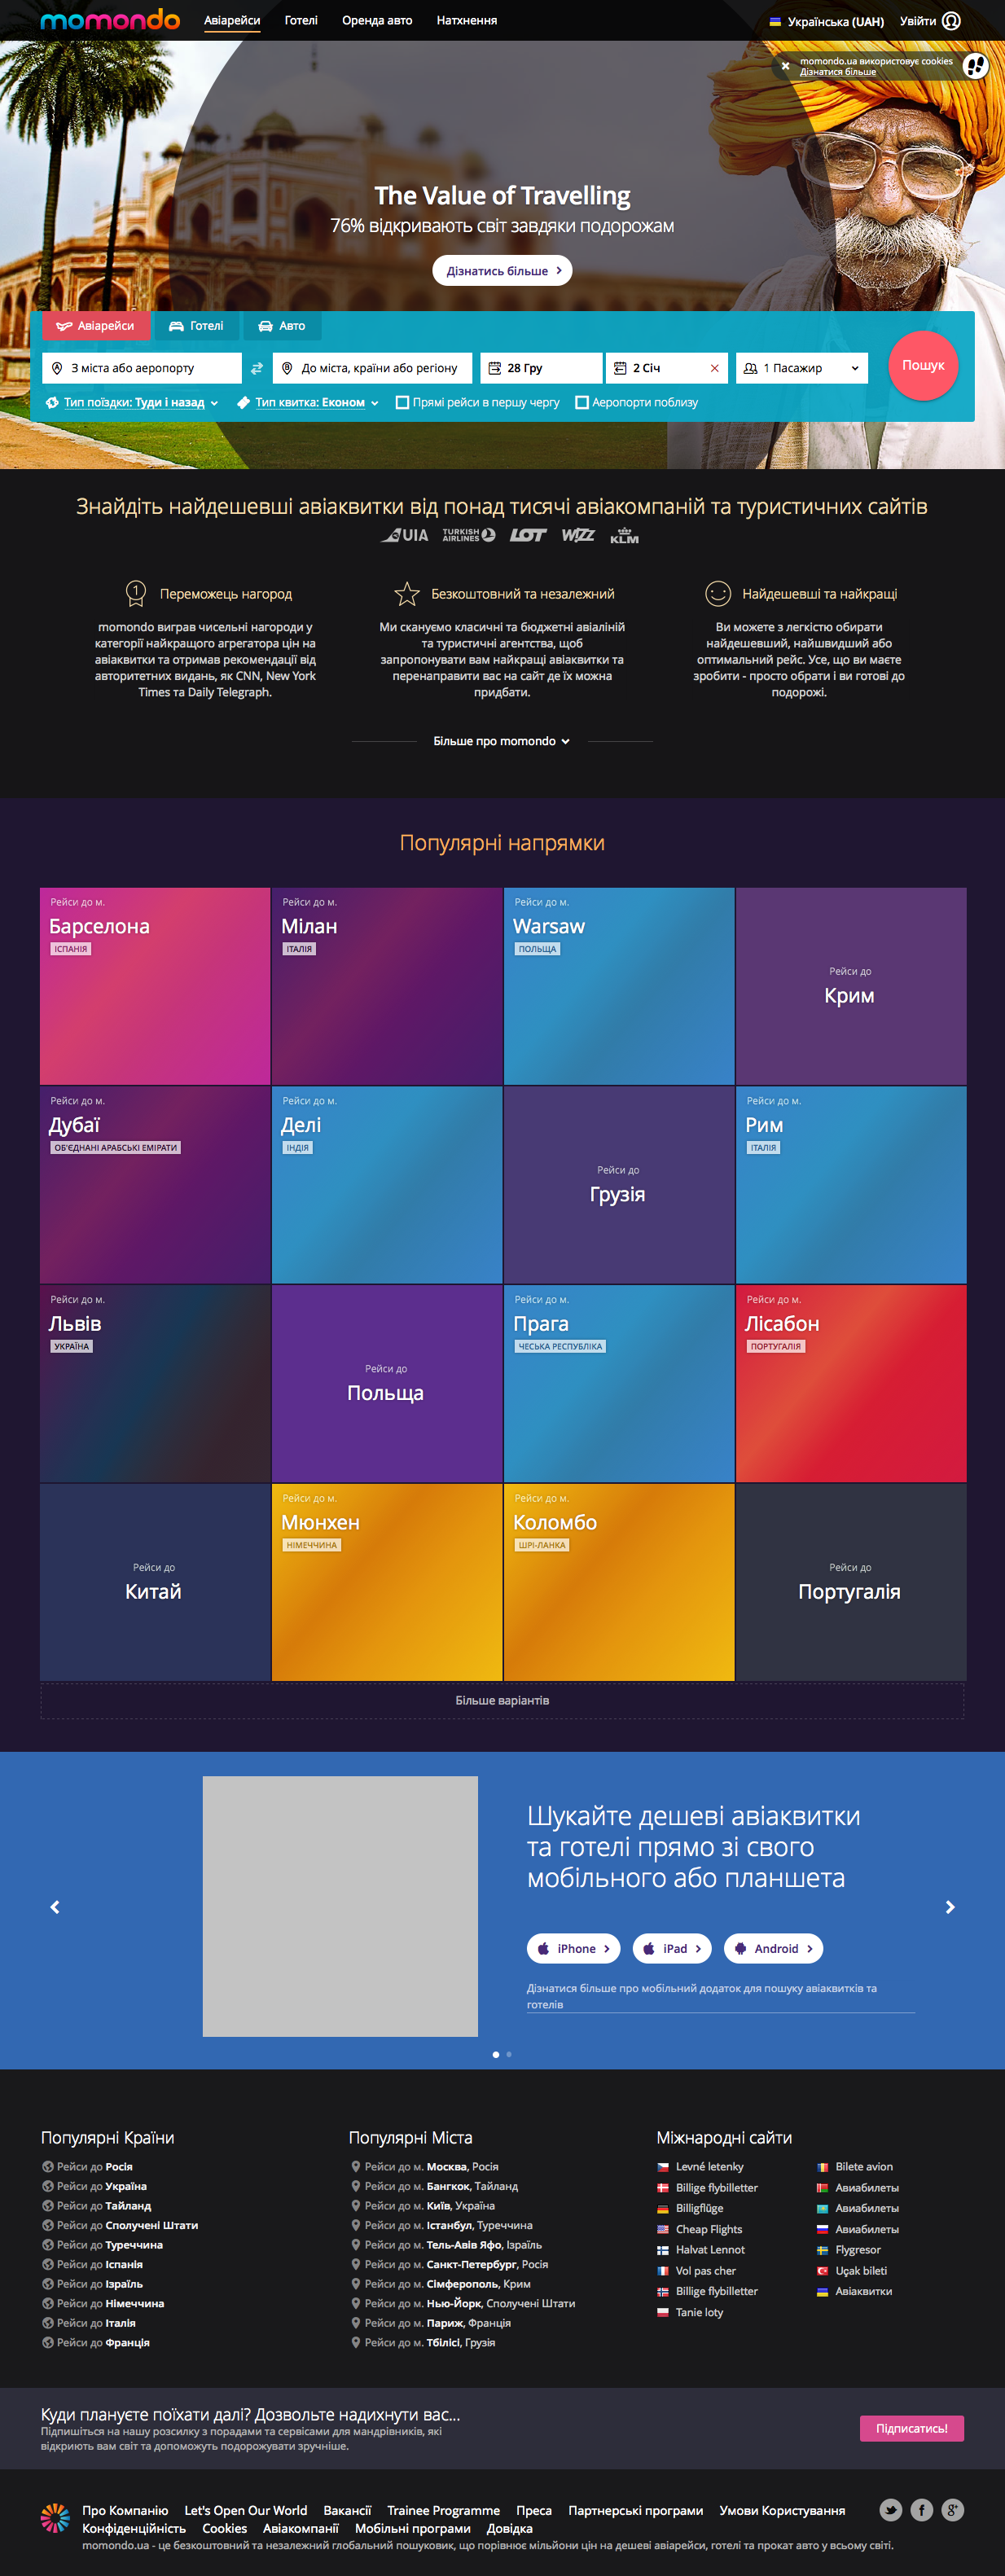 momondo
Авіарейси
Готелі
Оренда авто
Натхнення
Українська (UAH)
Увійти
momondo.ua використовує cookies
Дізнатися більше
The Value of Travelling
76% відкривають світ завдяки подорожам
Дізнатись більше
Авіарейси
Готелі
Авто
З міста або аеропорту
До міста, країни або регіону
28 Гру
2 Січ
1 Пасажир
Пошук
Тип поїздки: Туди і назад
Тип квитка: Економ
Прямі рейси в першу чергу
Аеропорти поблизу
Знайдіть найдешевші авіаквитки від понад тисячі авіакомпаній та туристичних сайтів
UIA
TURKISH
AIRLINES
LOT
WIZZ
KLM
1
Переможець нагород
momondo виграв чисельні нагороди у
категорії найкращого агрегатора цін на
авіаквитки та отримав рекомендації від
авторитетних видань, як CNN, New York
Times та Daily Telegraph.
Безкоштовний та незалежний
Ми скануємо класичні та бюджетні авіаліній
та туристичні агентства, щоб
запропонувати вам найкращі авіаквитки та
перенаправити вас на сайт де їх можна
придбати.
Найдешевші та найкращі
Ви можете з легкістю обирати
найдешевший, найшвидший або
оптимальний рейс. Усе, що ви маєте
зробити - просто обрати і ви готові до
подорожі.
Більше про momondo
Популярні напрямки
Рейси до м.
Барселона
ІСПАНІЯ
Рейси до м.
Мілан
ІТАЛІЯ
Рейси до м.
Warsaw
ПОЛЬЩА
Рейси до
Крим
Рейси до м.
Дубаї
ОБ'ЄДНАНІ АРАБСЬКІ ЕМІРАТИ
Рейси до м.
Делі
ІНДІЯ
Рейси до
Грузія
Рейси до м.
Рим
ІТАЛІЯ
Рейси до м.
Львів
УКРАЇНА
Рейси до
Польща
Рейси до м.
Прага
ЧЕСЬКА РЕСПУБЛІКА
Рейси до м.
Лісабон
ПОРТУГАЛІЯ
Рейси до
Китай
Рейси до м.
Мюнхен
НІМЕЧЧИНА
Рейси до м.
Коломбо
ШРІ-ЛАНКА
Рейси до
Португалія
Більше варіантів
Шукайте дешеві авіаквитки
та готелі прямо зі свого
мобільного або планшета
iPhone
iPad
Android
Дізнатися більше про мобільний додаток для пошуку авіаквитків та
готелів
Популярні Країни
Рейси до Росія
Рейси до Україна
Рейси до Тайланд
Рейси до Сполучені Штати
Рейси до Туреччина
Рейси до Іспанія
Рейси до Ізраїль
Рейси до Німеччина
Рейси до Італія
Рейси до Франція
Популярні Міста
Рейси до м. Москва, Росія
Рейси до м. Бангкок, Тайланд
Рейси до м. Київ, Україна
Рейси до м. Істанбул, Туреччина
Рейси до м. Тель-Авів Яфо, Ізраїль
Рейси до м. Санкт-Петербург, Росія
Рейси до м. Сімферополь, Крим
Рейси до м. Нью-Йорк, Сполучені Штати
Рейси до м. Париж, Франція
Рейси до м. Тбілісі, Грузія
Міжнародні сайти
Levné letenky
Billige flybilletter
Billigflüge
Cheap Flights
Halvat Lennot
Vol pas cher
Billige flybilletter
Tanie loty
Bilete avion
Авиабилеты
Авиабилеты
Авиабилеты
Flygresor
Uçak bileti
Авіаквитки
Куди плануєте поїхати далі? Дозвольте надихнути вас...
Підпишіться на нашу розсилку з порадами та сервісами для мандрівників, які
відкриють вам світ та допоможуть подорожувати зручніше.
Підписатись!
Про Компанію
Let's Open Our World
Вакансії
Trainee Programme
Преса
Партнерські програми
Умови Користування
Конфіденційність
Cookies
Авіакомпанії
Мобільні програми
Довідка
momondo.ua - це безкоштовний та незалежний глобальний пошуковик, що порівнює мільйони цін на дешеві авіарейси, готелі та прокат авто у всьому світі.